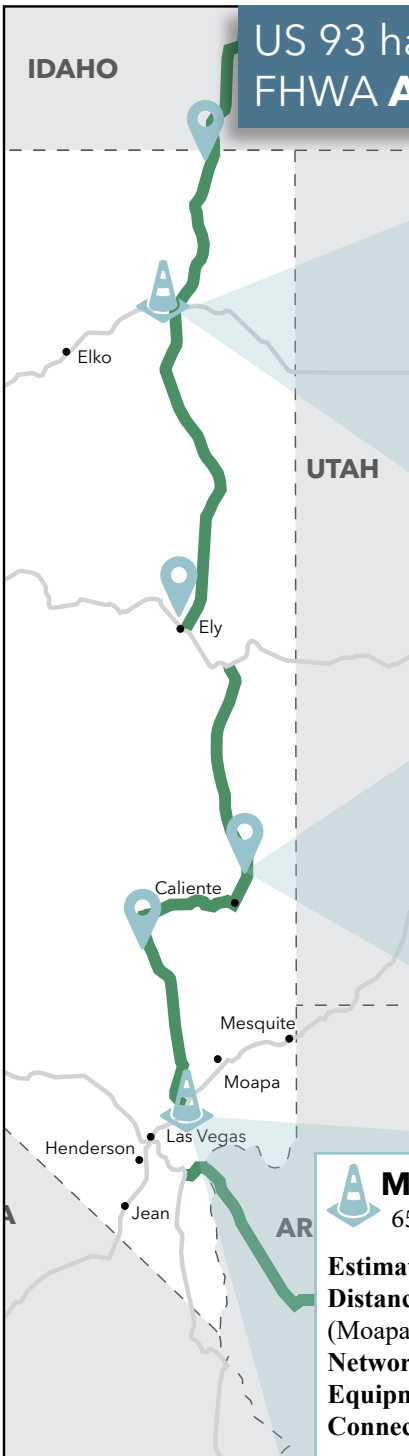 US 93 ha
FHWA A
IDAHO
Elko
UTAH
Ely
Caliente
Mesquite
Moapa
Las Vegas
Henderson
Jean
A
AR
M
65
Estima
Distanc
(Moapa
Networ
Equipn
Connec